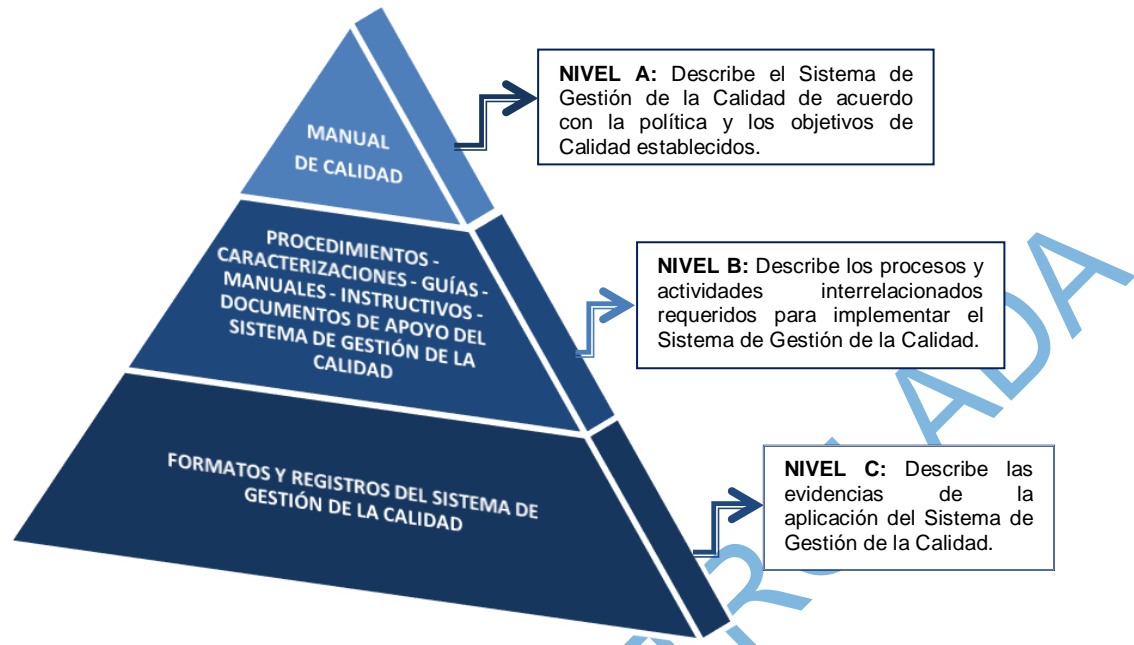 MANUAL
DE CALIDAD
NIVEL A: Describe el Sistema de
Gestión de la Calidad de acuerdo
con la política y los objetivos de
Calidad establecidos.
PROCEDIMIENTOS -
CARACTERIZACIONES - GUÍAS -
MANUALES - INSTRUCTIVOS -
DOCUMENTOS DE APOYO DEL
SISTEMA DE GESTIÓN DE LA
CALIDAD
NIVEL B: Describe los procesos y
actividades interrelacionados
requeridos para implementar el
Sistema de Gestión de la Calidad.
FORMATOS Y REGISTROS DEL SISTEMA DE
GESTIÓN DE LA CALIDAD
NIVEL C: Describe las
evidencias de la
aplicación del Sistema de
Gestión de la Calidad.